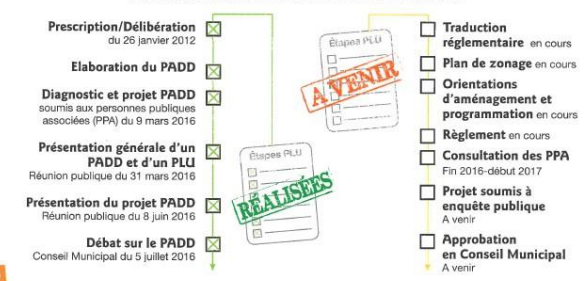 Prescription/Délibération
du 26 janvier 2012
Elaboration du PADD
Diagnostic et projet PADD
soumis aux personnes publiques
associées (PPA) du 9 mars 2016
Présentation générale d'un
PADD et d'un PLU
Réunion publique du 31 mars 2016
Présentation du projet PADD
Réunion publique du 8 juin 2016
Débat sur le PADD
Conseil Municipal du 5 juillet 2016
Étapes PLU
RÉALISÉES
Étapes PLU
A VENIR
Traduction
réglementaire en cours
Plan de zonage en cours
Orientations
d'aménagement et
programmation en cours
Règlement en cours
Consultation des PPA
Fin 2016-début 2017
Projet soumis à
enquête publique
A venir
Approbation
en Conseil Municipal
A venir